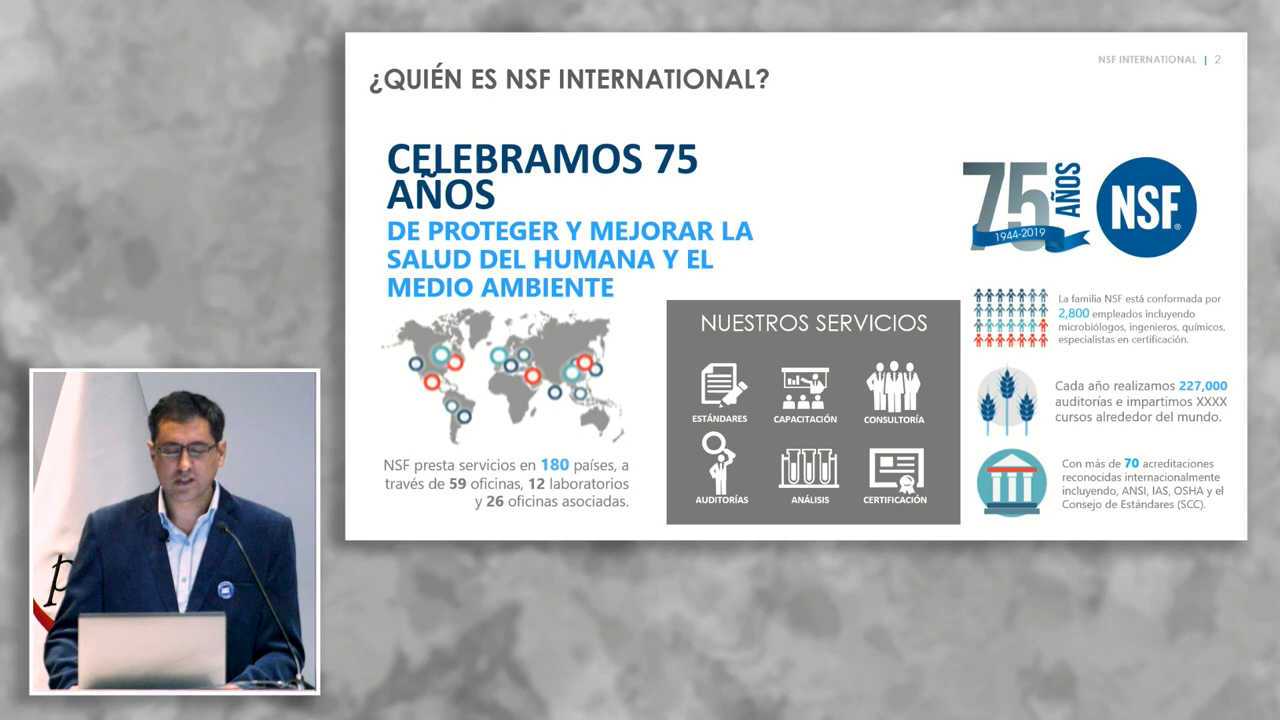 NSF INTERNATIONAL | 2
¿QUIÉN ES NSF INTERNATIONAL?
CELEBRAMOS 75
AÑOS
DE PROTEGER Y MEJORAR LA
SALUD DEL HUMANA Y EL
MEDIO AMBIENTE
NSF presta servicios en 180 países, a
través de 59 oficinas, 12 laboratorios
y 26 oficinas asociadas.
NUESTROS SERVICIOS
ESTÁNDARES
CAPACITACIÓN
CONSULTORÍA
AUDITORÍAS
ANÁLISIS
CERTIFICACIÓN
75 AÑOS
1944-2019
NSF®
La familia NSF está conformada por
2,800 empleados incluyendo
microbiólogos, ingenieros, químicos,
especialistas en certificación.
Cada año realizamos 227,000
auditorías e impartimos XXXX
cursos alrededor del mundo.
Con más de 70 acreditaciones
reconocidas internacionalmente
incluyendo, ANSI, IAS, OSHA y el
Consejo de Estándares (SCC).